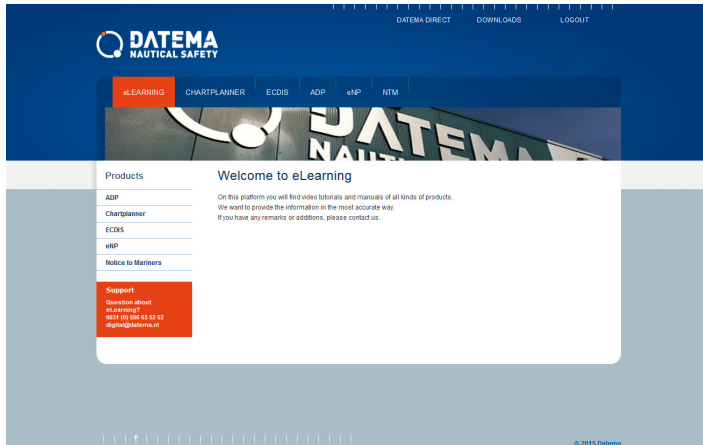 DATEMA DIRECT DOWNLOADS LOGOUT
DATEMA
NAUTICAL SAFETY
eLEARNING CHARTPLANNER ECDIS ADP eNP NTM
DATEMA
Products
ADP
Chartplanner
ECDIS
eNP
Notice to Mariners
Support
Question about
eLearning?
0031 (0) 596 63 52 52
digital@datema.nl
Welcome to eLearning
On this platform you will find video tutorials and manuals of all kinds of products.
We want to provide the information in the most accurate way.
If you have any remarks or additions, please contact us.
© 2015 Datema